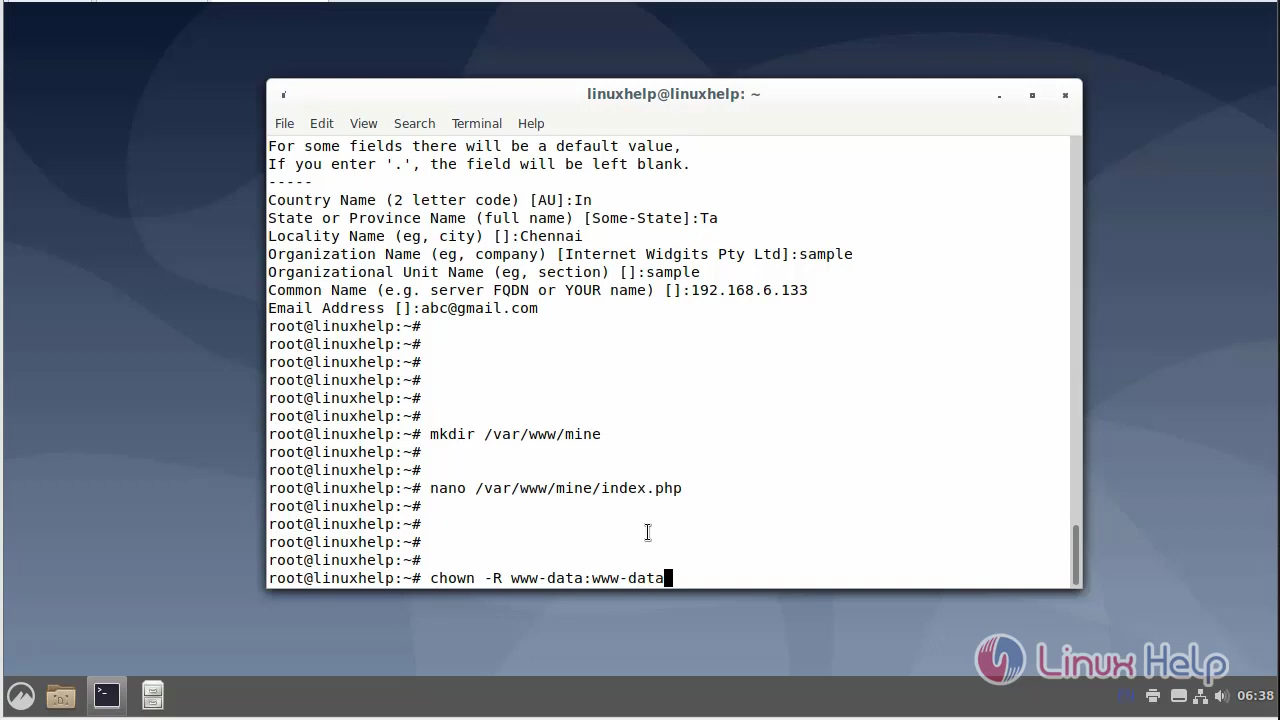 linuxhelp@linuxhelp: ~
File Edit View Search Terminal Help
For some fields there will be a default value,
If you enter '.', the field will be left blank.
-----
Country Name (2 letter code) [AU]:In
State or Province Name (full name) [Some-State]:Ta
Locality Name (eg, city) []:Chennai
Organization Name (eg, company) [Internet Widgits Pty Ltd]:sample
Organizational Unit Name (eg, section) []:sample
Common Name (e.g. server FQDN or YOUR name) []:192.168.6.133
Email Address []:abc@gmail.com
root@linuxhelp:~#
root@linuxhelp:~#
root@linuxhelp:~#
root@linuxhelp:~#
root@linuxhelp:~#
root@linuxhelp:~#
root@linuxhelp:~# mkdir /var/www/mine
root@linuxhelp:~#
root@linuxhelp:~#
root@linuxhelp:~# nano /var/www/mine/index.php
root@linuxhelp:~#
root@linuxhelp:~#
root@linuxhelp:~#
root@linuxhelp:~#
root@linuxhelp:~# chown -R www-data:www-data
Linux Help
06:38